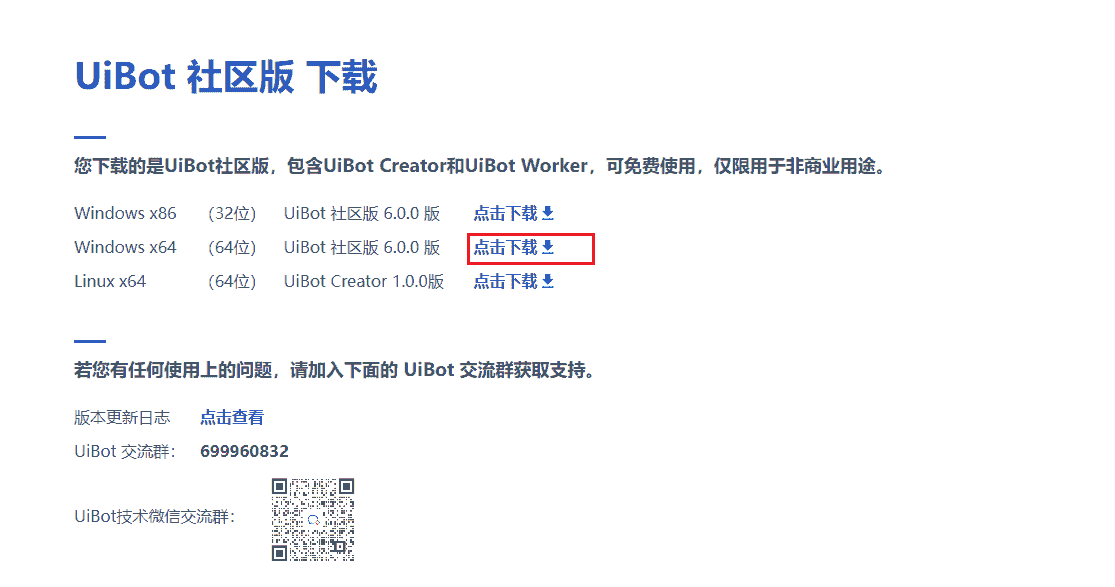 UiBot 社区版 下载
您下载的是UiBot社区版，包含UiBot Creator和UiBot Worker，可免费使用，仅限用于非商业用途。
Windows x86 (32位) UiBot 社区版 6.0.0 版 点击下载
Windows x64 (64位) UiBot 社区版 6.0.0 版 点击下载
Linux x64 (64位) UiBot Creator 1.0.0版 点击下载
若您有任何使用上的问题，请加入下面的 UiBot 交流群获取支持。
版本更新日志 点击查看
UiBot 交流群： 699960832
UiBot技术微信交流群：